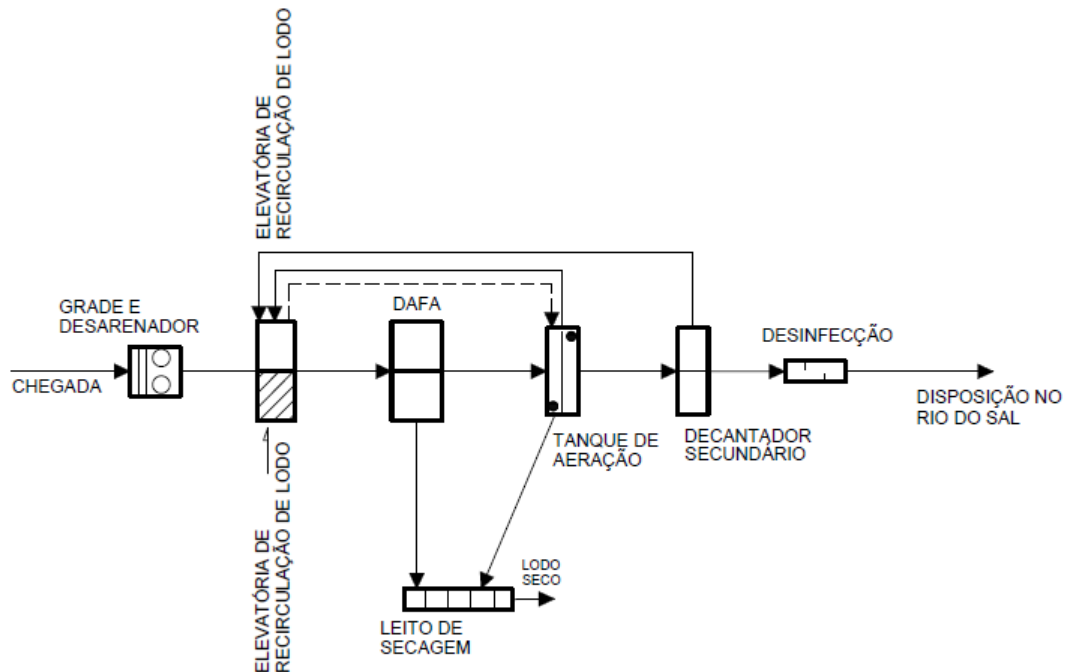 ELEVATÓRIA DE
RECIRCULAÇÃO DE LODO
GRADE E
DESARENADOR
DAFA
DESINFECÇÃO
CHEGADA
DISPOSIÇÃO NO
RIO DO SAL
TANQUE DE
AERAÇÃO
DECANTADOR
SECUNDÁRIO
ELEVATÓRIA DE
RECIRCULAÇÃO DE LODO
LODO
SECO
LEITO DE
SECAGEM